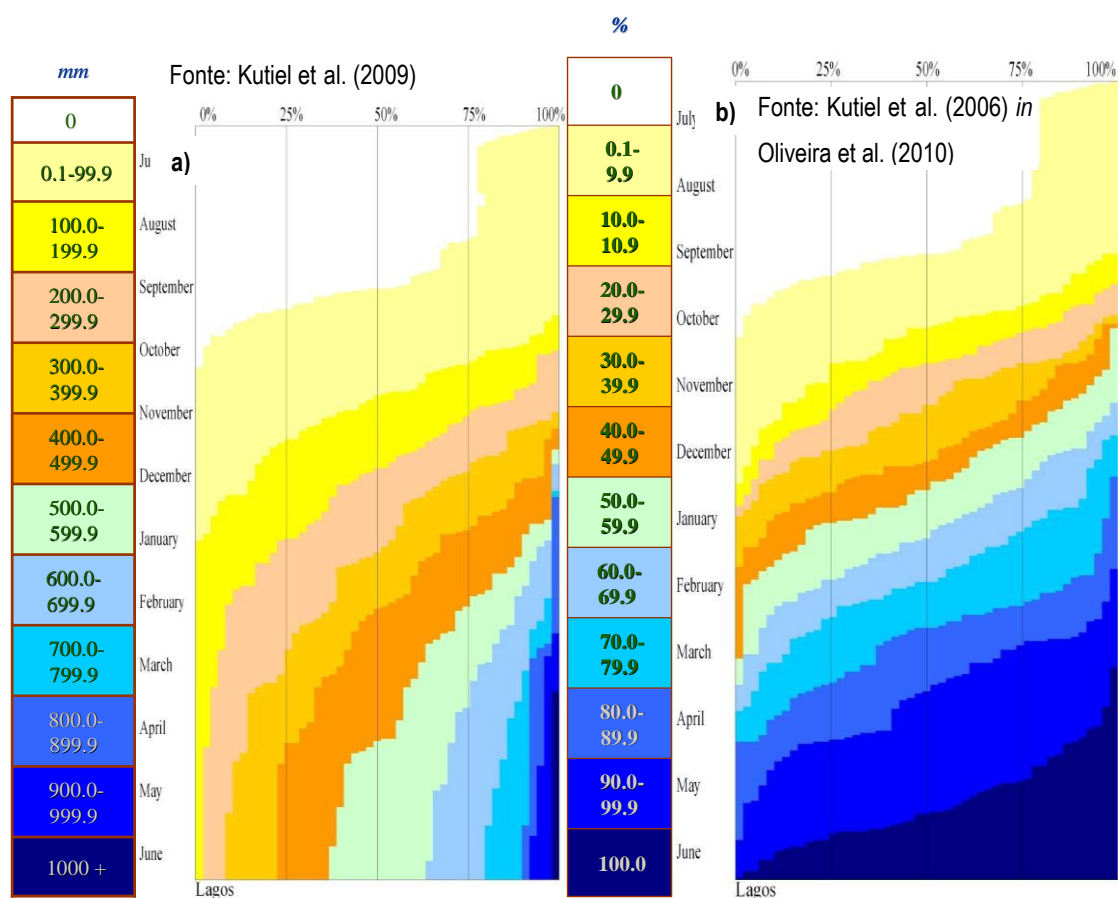 mm
0
0.1-99.9
100.0-
199.9
200.0-
299.9
300.0-
399.9
400.0-
499.9
500.0-
599.9
600.0-
699.9
700.0-
799.9
800.0-
899.9
900.0-
999.9
1000 +
Fonte: Kutiel et al. (2009)
0%
25%
50%
75%
100%
a)
Ju
August
September
October
November
December
January
February
March
April
May
June
Lagos
%
0
0.1-
9.9
10.0-
10.9
20.0-
29.9
30.0-
39.9
40.0-
49.9
50.0-
59.9
60.0-
69.9
70.0-
79.9
80.0-
89.9
90.0-
99.9
100.0
0%
25%
50%
75%
100%
b) Fonte: Kutiel et al. (2006) in
Oliveira et al. (2010)
July
August
September
October
November
December
January
February
March
April
May
June
Lagos